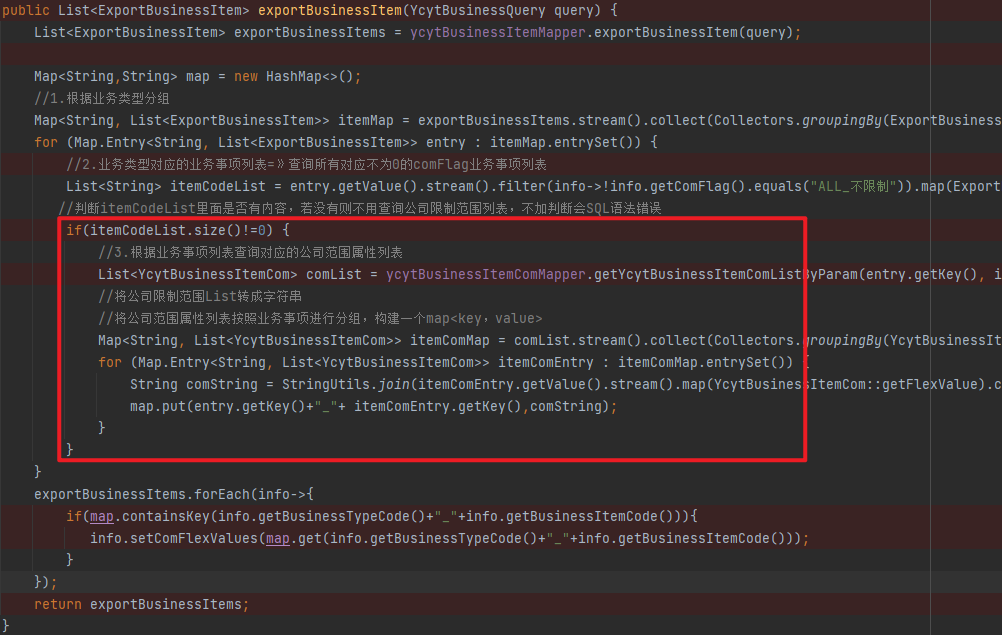 public List<ExportBusinessItem> exportBusinessItem(YcytBusinessQuery query) {
List<ExportBusinessItem> exportBusinessItems = ycytBusinessItemMapper.exportBusinessItem(query);
Map<String,String> map = new HashMap<>();
//1.根据业务类型分组
Map<String, List<ExportBusinessItem>> itemMap = exportBusinessItems.stream().collect(Collectors.groupingBy(ExportBusiness
for (Map.Entry<String, List<ExportBusinessItem>> entry : itemMap.entrySet()) {
//2.业务类型对应的业务事项列表=》查询所有对应不为0的comFlag业务事项列表
List<String> itemCodeList = entry.getValue().stream().filter(info->!info.getComFlag().equals("ALL_不限制")).map(Export
//判断itemCodeList里面是否有内容，若没有则不用查询公司限制范围列表，不加判断会SQL语法错误
if(itemCodeList.size()!=0) {
//3.根据业务事项列表查询对应的公司范围属性列表
List<YcytBusinessItemCom> comList = ycytBusinessItemComMapper.getYcytBusinessItemComListByParam(entry.getKey(), i
//将公司限制范围List转成字符串
//将公司范围属性列表按照业务事项进行分组，构建一个map<key，value>
Map<String, List<YcytBusinessItemCom>> itemComMap = comList.stream().collect(Collectors.groupingBy(YcytBusinessIt
for (Map.Entry<String, List<YcytBusinessItemCom>> itemComEntry : itemComMap.entrySet()) {
String comString = StringUtils.join(itemComEntry.getValue().stream().map(YcytBusinessItemCom::getFlexValue).c
map.put(entry.getKey()+"_"+ itemComEntry.getKey(),comString);
}
}
}
exportBusinessItems.forEach(info->{
if(map.containsKey(info.getBusinessTypeCode()+"_"+info.getBusinessItemCode())){
info.setComFlexValues(map.get(info.getBusinessTypeCode()+"_"+info.getBusinessItemCode()));
}
});
return exportBusinessItems;
}